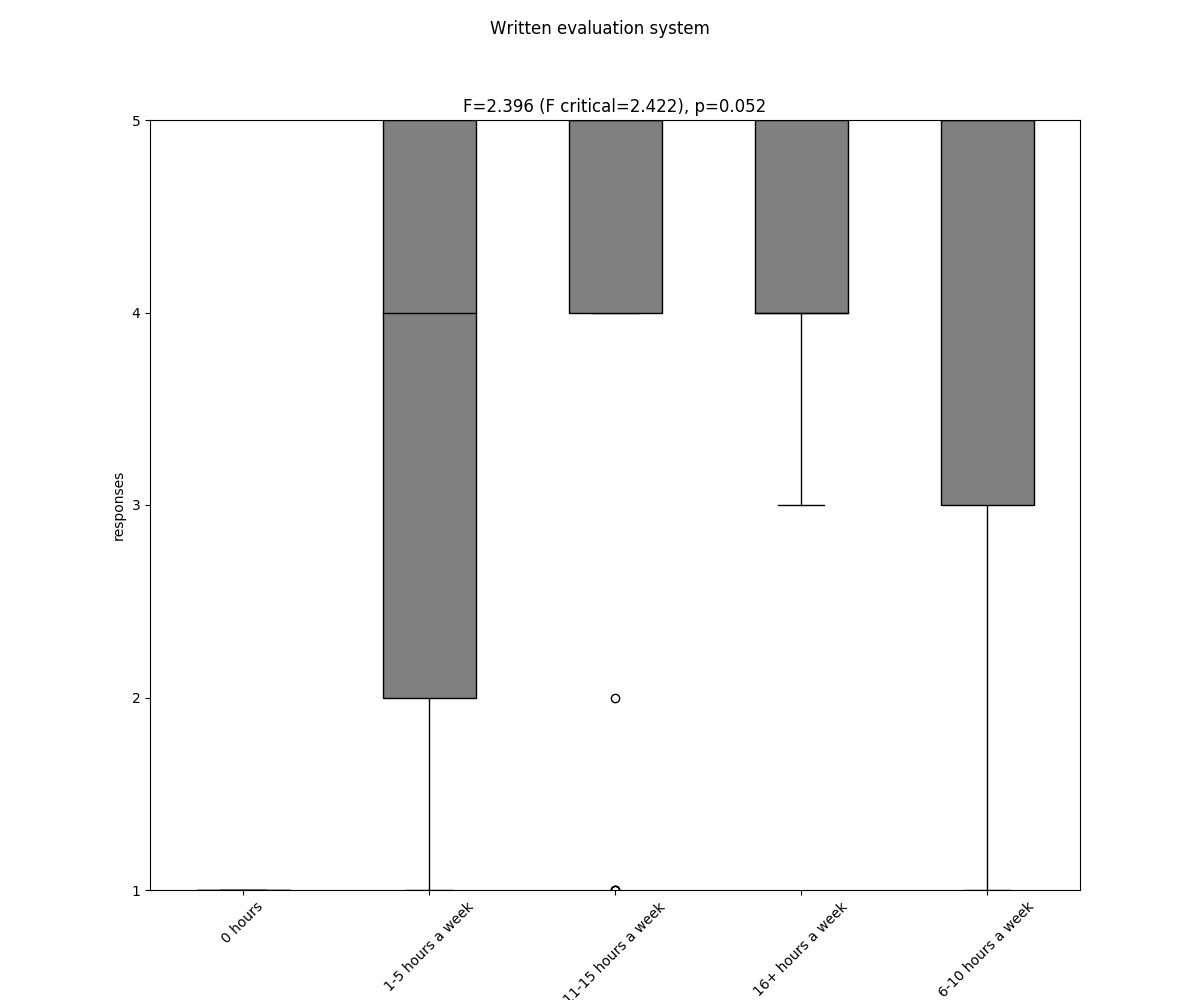 Written evaluation system
F=2.396 (F critical=2.422), p=0.052
5
4
3
2
1
responses
0 hours
1-5 hours a week
11-15 hours a week
16+ hours a week
6-10 hours a week